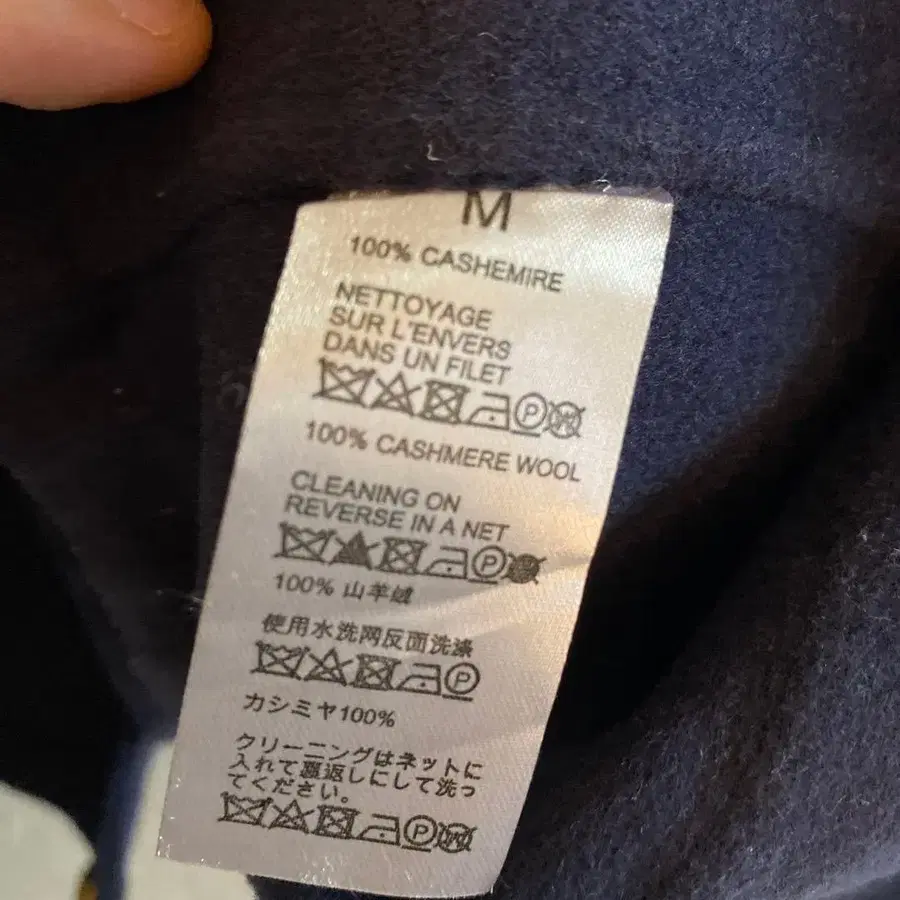 M
100% CASHEMIRE
NETTOYAGE
SUR L'ENVERS
DANS UN FILET
P
100% CASHMERE WOOL
CLEANING ON
REVERSE IN A NET
P
100% 山羊绒
使用水洗网反面洗涤
P
カシミヤ100%
クリーニングはネットに
入れて裏返しにして洗っ
てください。
P